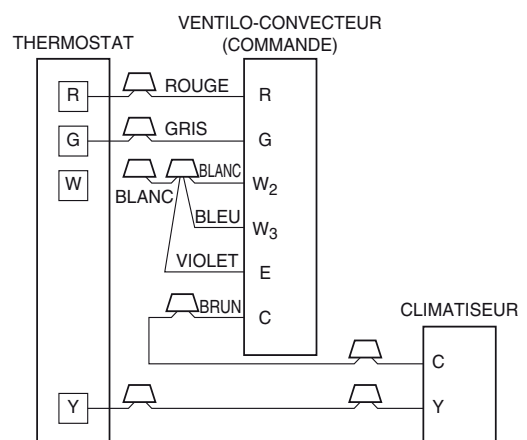 VENTILO-CONVECTEUR
(COMMANDE)
THERMOSTAT
R ROUGE R
G GRIS G
W BLANC W2
BLANC
BLEU W3
VIOLET E
BRUN C
CLIMATISEUR
C
Y Y